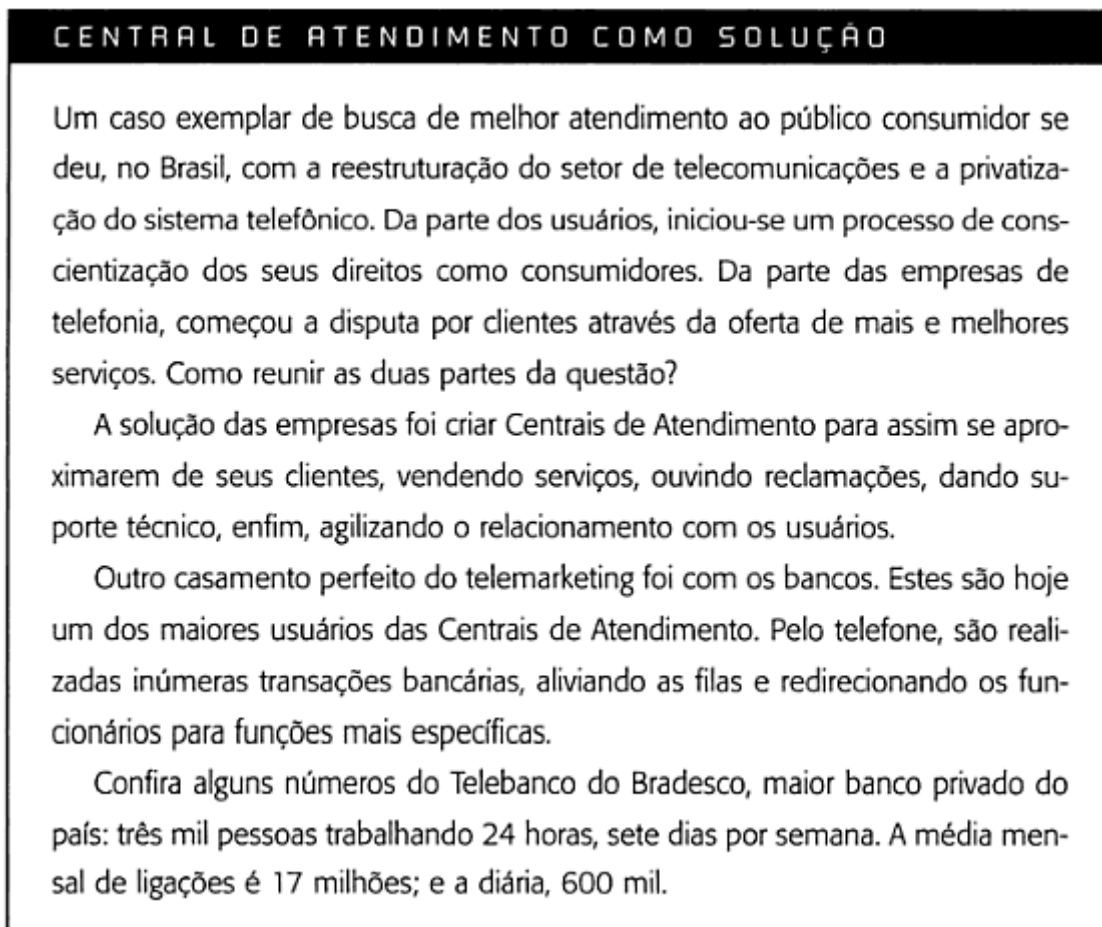 CENTRAL DE ATENDIMENTO COMO SOLUÇÃO
Um caso exemplar de busca de melhor atendimento ao público consumidor se
deu, no Brasil, com a reestruturação do setor de telecomunicações e a privatiza-
ção do sistema telefônico. Da parte dos usuários, iniciou-se um processo de cons-
cientização dos seus direitos como consumidores. Da parte das empresas de
telefonia, começou a disputa por clientes através da oferta de mais e melhores
serviços. Como reunir as duas partes da questão?
A solução das empresas foi criar Centrais de Atendimento para assim se apro-
ximarem de seus clientes, vendendo serviços, ouvindo reclamações, dando su-
porte técnico, enfim, agilizando o relacionamento com os usuários.
Outro casamento perfeito do telemarketing foi com os bancos. Estes são hoje
um dos maiores usuários das Centrais de Atendimento. Pelo telefone, são reali-
zadas inúmeras transações bancárias, aliviando as filas e redirecionando os fun-
cionários para funções mais específicas.
Confira alguns números do Telebanco do Bradesco, maior banco privado do
país: três mil pessoas trabalhando 24 horas, sete dias por semana. A média men-
sal de ligações é 17 milhões; e a diária, 600 mil.